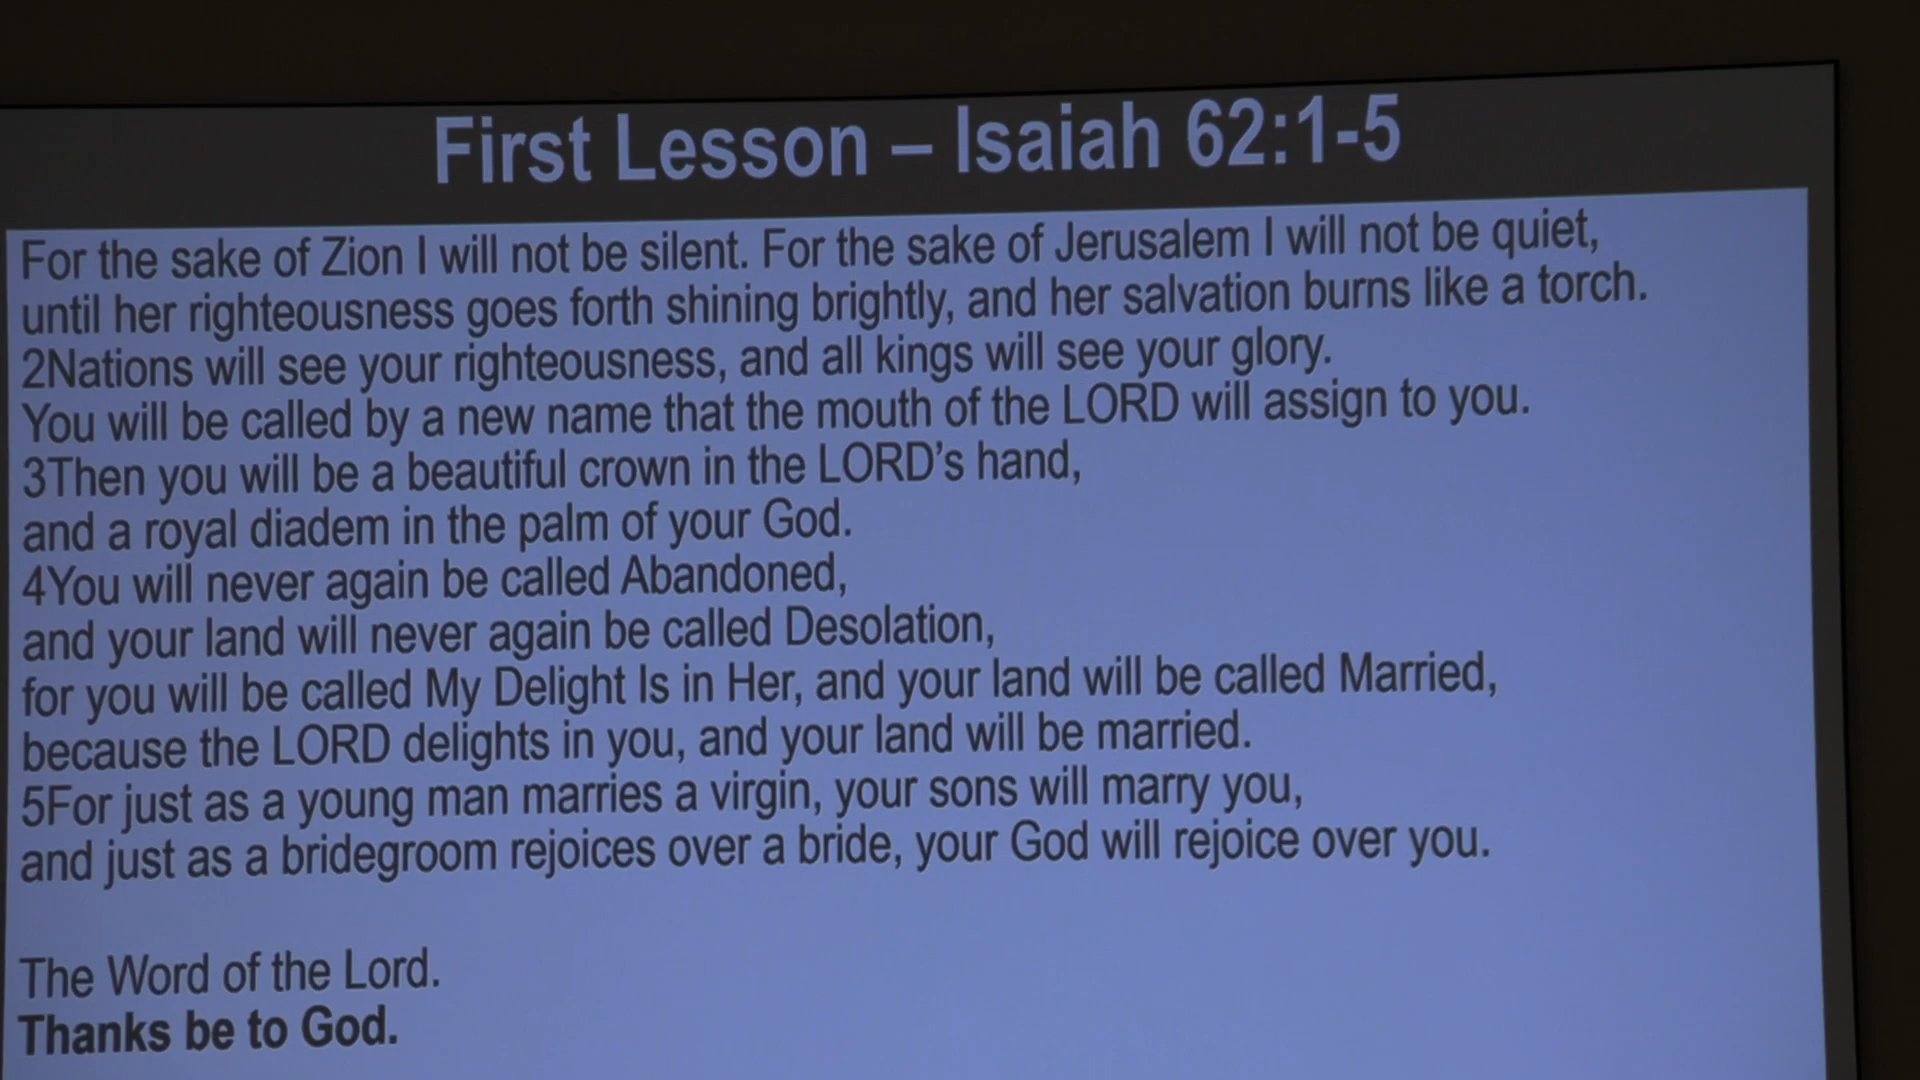 First Lesson – Isaiah 62:1-5
For the sake of Zion I will not be silent. For the sake of Jerusalem I will not be quiet,
until her righteousness goes forth shining brightly, and her salvation burns like a torch.
2Nations will see your righteousness, and all kings will see your glory.
You will be called by a new name that the mouth of the LORD will assign to you.
3Then you will be a beautiful crown in the LORD’s hand,
and a royal diadem in the palm of your God.
4You will never again be called Abandoned,
and your land will never again be called Desolation,
for you will be called My Delight Is in Her, and your land will be called Married,
because the LORD delights in you, and your land will be married.
5For just as a young man marries a virgin, your sons will marry you,
and just as a bridegroom rejoices over a bride, your God will rejoice over you.
The Word of the Lord.
Thanks be to God.